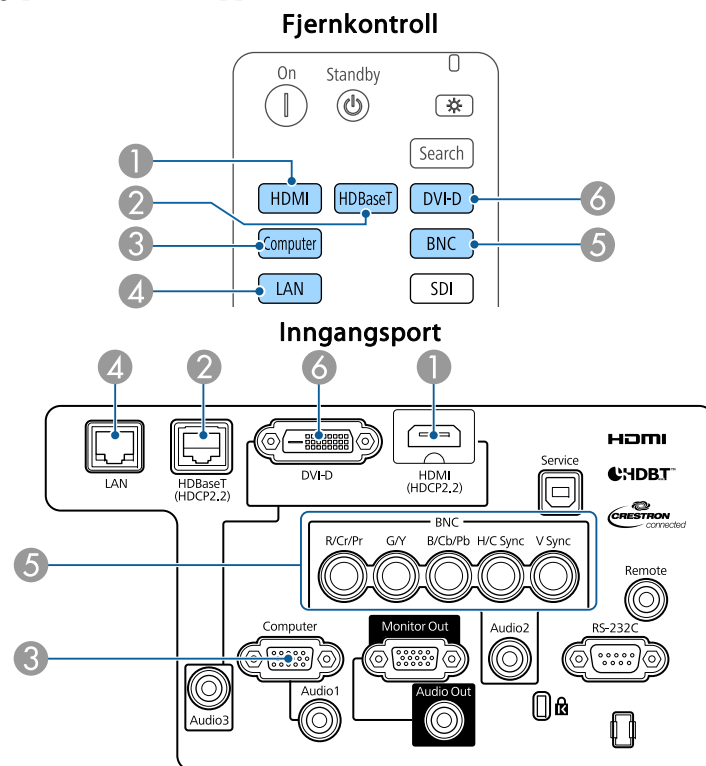 Fjernkontroll
On Standby
Search
1 HDMI HDBaseT DVI-D 6
2
3 Computer BNC 5
4 LAN SDI
Inngangsport
4 2 6 1
LAN
HDBaseT
(HDCP2.2)
DVI-D
HDMI
(HDCP2.2)
Service
HDMI
HDBT™
CRESTRON
connected
BNC
R/Cr/Pr G/Y B/Cb/Pb H/C Sync V Sync
5
Remote
Computer
Monitor Out
Audio2
RS-232C
3
Audio3
Audio1
Audio Out
K